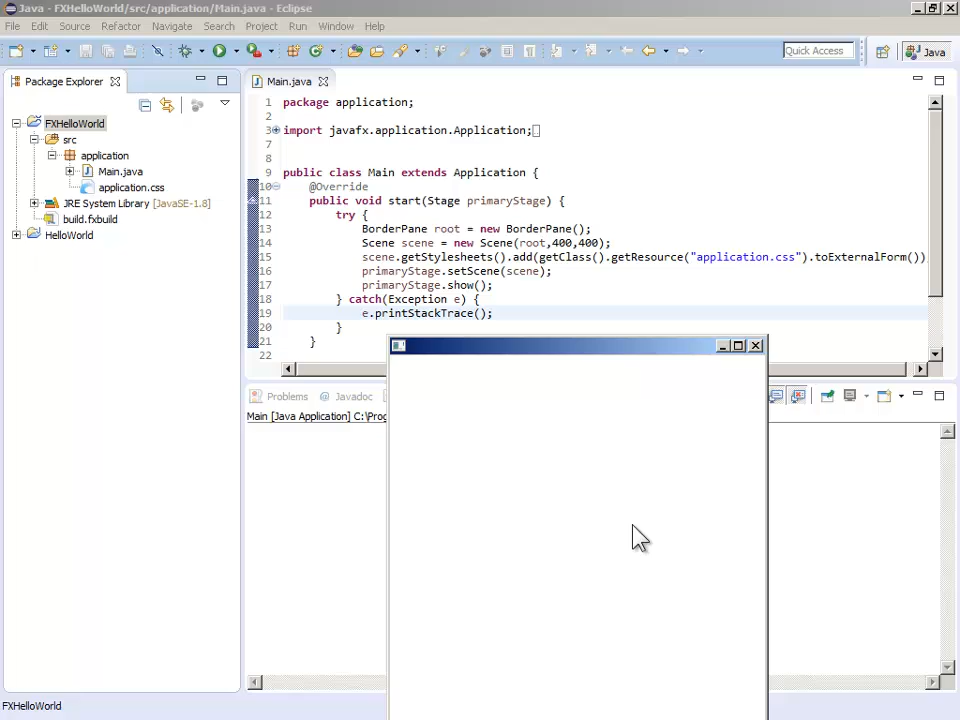 Java - FXHelloWorld/src/application/Main.java - Eclipse
File Edit Source Refactor Navigate Search Project Run Window Help
Quick Access
Java
Package Explorer
Main.java
FXHelloWorld
src
application
Main.java
application.css
JRE System Library [JavaSE-1.8]
build.fxbuild
HelloWorld
1 package application;
2
3 import javafx.application.Application;
7
8
9 public class Main extends Application {
10 @Override
11 public void start(Stage primaryStage) {
12 try {
13 BorderPane root = new BorderPane();
14 Scene scene = new Scene(root,400,400);
15 scene.getStylesheets().add(getClass().getResource("application.css").toExternalForm())
16 primaryStage.setScene(scene);
17 primaryStage.show();
18 } catch(Exception e) {
19 e.printStackTrace();
20 }
21 }
22
Problems @ Javadoc
Main [Java Application] C:\Prog
FXHelloWorld